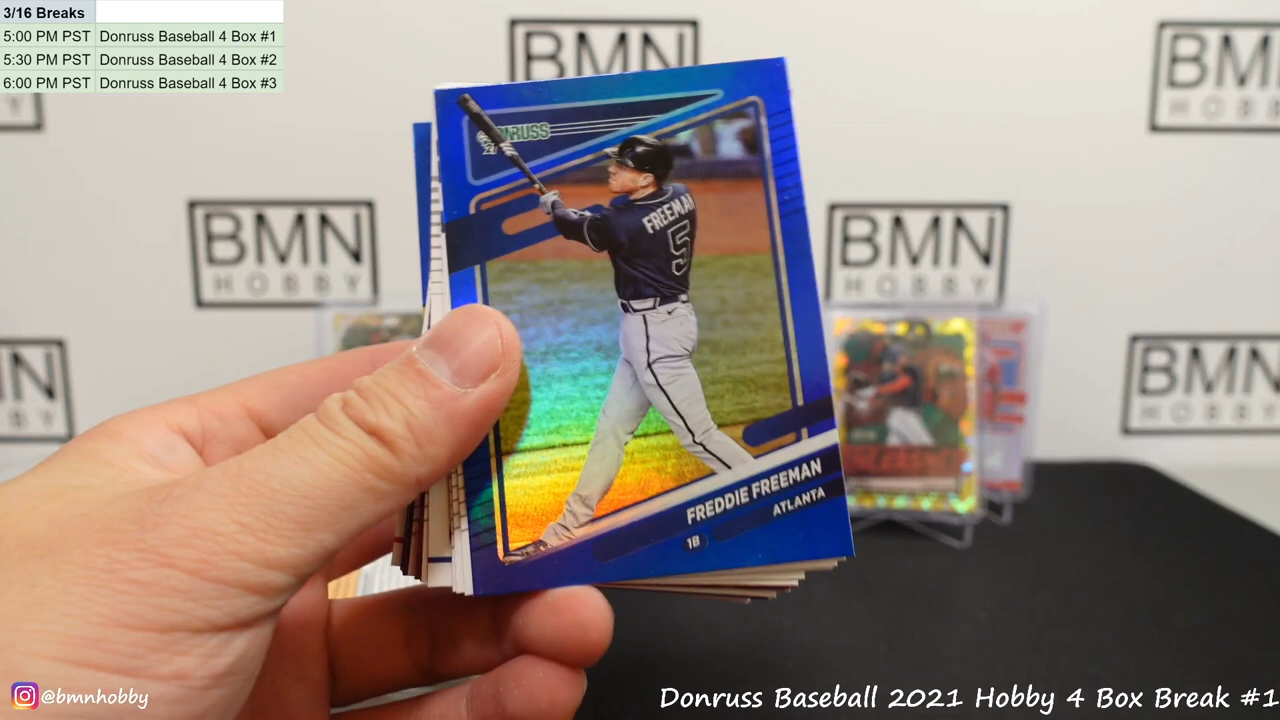 3/16 Breaks
5:00 PM PST Donruss Baseball 4 Box #1
5:30 PM PST Donruss Baseball 4 Box #2
6:00 PM PST Donruss Baseball 4 Box #3
BMN
BMN
HOBBY
BMN
HOBBY
BMN
HOBBY
BMN
HOBBY
FREEMAN
5
FREDDIE FREEMAN
ATLANTA
1B
@bmnhobby
Donruss Baseball 2021 Hobby 4 Box Break #1